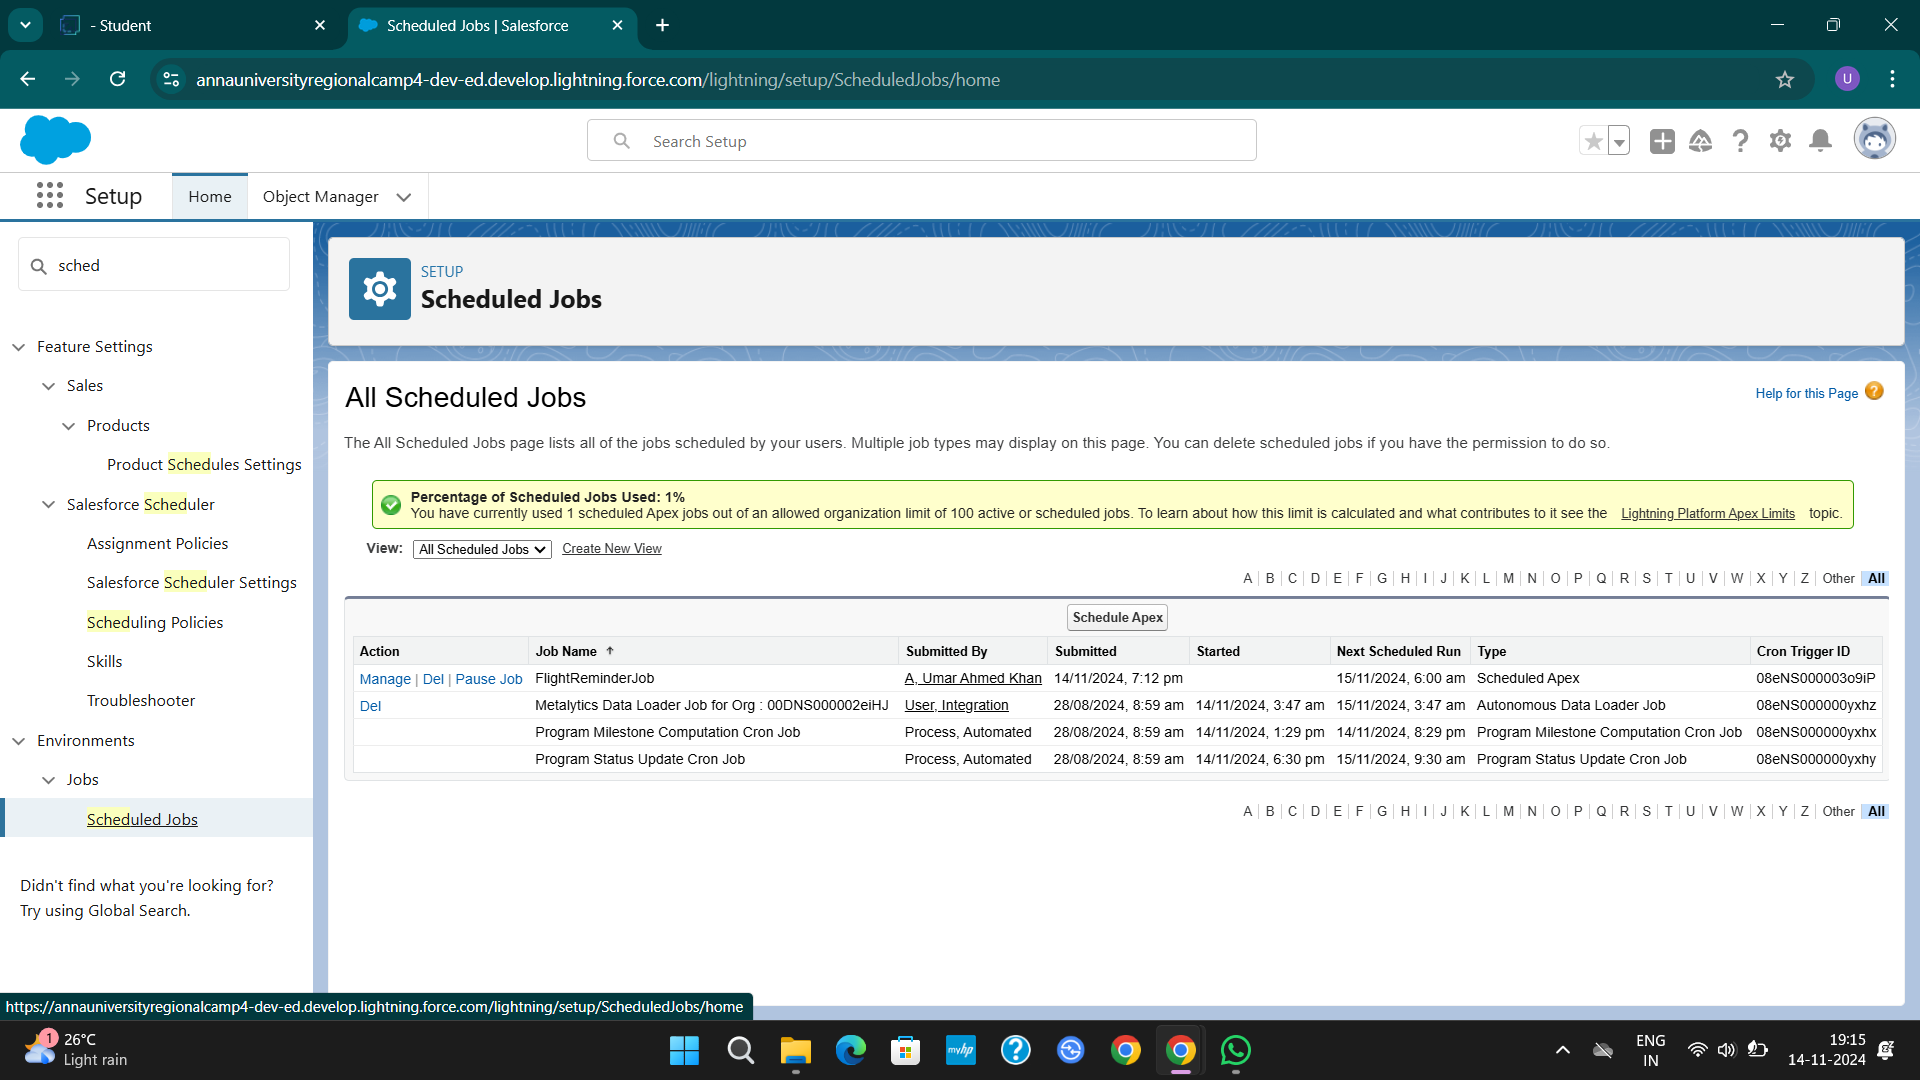 - Student
Scheduled Jobs | Salesforce
annauniversityregionalcamp4-dev-ed.develop.lightning.force.com/lightning/setup/ScheduledJobs/home
U
Search Setup
Setup
Home
Object Manager
sched
Feature Settings
Sales
Products
Product Schedules Settings
Salesforce Scheduler
Assignment Policies
Salesforce Scheduler Settings
Scheduling Policies
Skills
Troubleshooter
Environments
Jobs
Scheduled Jobs
Didn't find what you're looking for?
Try using Global Search.
SETUP
Scheduled Jobs
All Scheduled Jobs
Help for this Page ?
The All Scheduled Jobs page lists all of the jobs scheduled by your users. Multiple job types may display on this page. You can delete scheduled jobs if you have the permission to do so.
Percentage of Scheduled Jobs Used: 1%
You have currently used 1 scheduled Apex jobs out of an allowed organization limit of 100 active or scheduled jobs. To learn about how this limit is calculated and what contributes to it see the Lightning Platform Apex Limits topic.
View: All Scheduled Jobs Create New View
A | B | C | D | E | F | G | H | I | J | K | L | M | N | O | P | Q | R | S | T | U | V | W | X | Y | Z | Other All
Schedule Apex
Action Job Name ↑ Submitted By Submitted Started Next Scheduled Run Type Cron Trigger ID
Manage | Del | Pause Job FlightReminderJob A, Umar Ahmed Khan 14/11/2024, 7:12 pm 15/11/2024, 6:00 am Scheduled Apex 08eNS000003o9iP
Del Metalytics Data Loader Job for Org : 00DNS000002eiHJ User, Integration 28/08/2024, 8:59 am 14/11/2024, 3:47 am 15/11/2024, 3:47 am Autonomous Data Loader Job 08eNS000000yxhz
Program Milestone Computation Cron Job Process, Automated 28/08/2024, 8:59 am 14/11/2024, 1:29 pm 14/11/2024, 8:29 pm Program Milestone Computation Cron Job 08eNS000000yxhx
Program Status Update Cron Job Process, Automated 28/08/2024, 8:59 am 14/11/2024, 6:30 pm 15/11/2024, 9:30 am Program Status Update Cron Job 08eNS000000yxhy
A | B | C | D | E | F | G | H | I | J | K | L | M | N | O | P | Q | R | S | T | U | V | W | X | Y | Z | Other All
https://annauniversityregionalcamp4-dev-ed.develop.lightning.force.com/lightning/setup/ScheduledJobs/home
1
26°C
Light rain
myhp
ENG
IN
19:15
14-11-2024